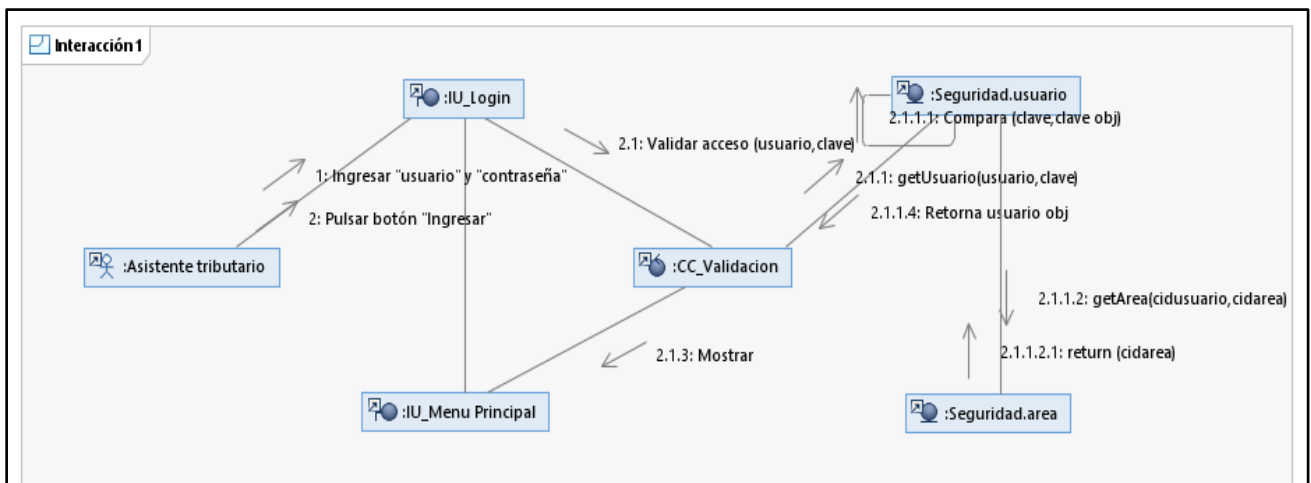 Interacción1
:IU_Login
:Seguridad.usuario
2.1.1.1: Compara (clave,clave obj)
2.1: Validar acceso (usuario,clave)
1: Ingresar "usuario" y "contraseña"
2.1.1: getUsuario(usuario,clave)
2: Pulsar botón "Ingresar"
2.1.1.4: Retorna usuario obj
:Asistente tributario
:CC_Validacion
2.1.1.2: getArea(cidusuario,cidarea)
2.1.3: Mostrar
2.1.1.2.1: return (cidarea)
:IU_Menu Principal
:Seguridad.area